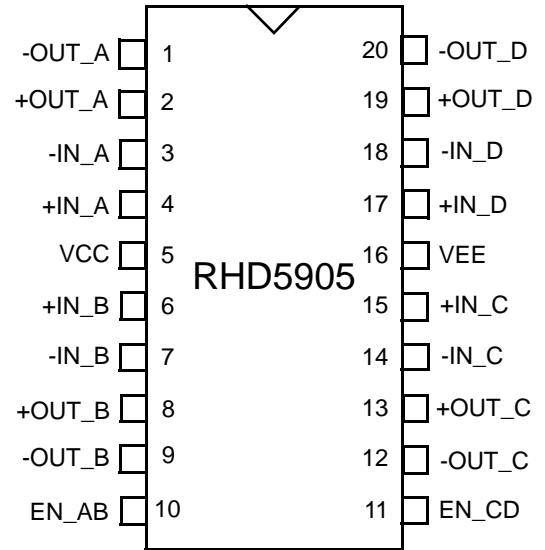 -OUT_A 1 20 -OUT_D
+OUT_A 2 19 +OUT_D
-IN_A 3 18 -IN_D
+IN_A 4 17 +IN_D
VCC 5 16 VEE
RHD5905
+IN_B 6 15 +IN_C
-IN_B 7 14 -IN_C
+OUT_B 8 13 +OUT_C
-OUT_B 9 12 -OUT_C
EN_AB 10 11 EN_CD